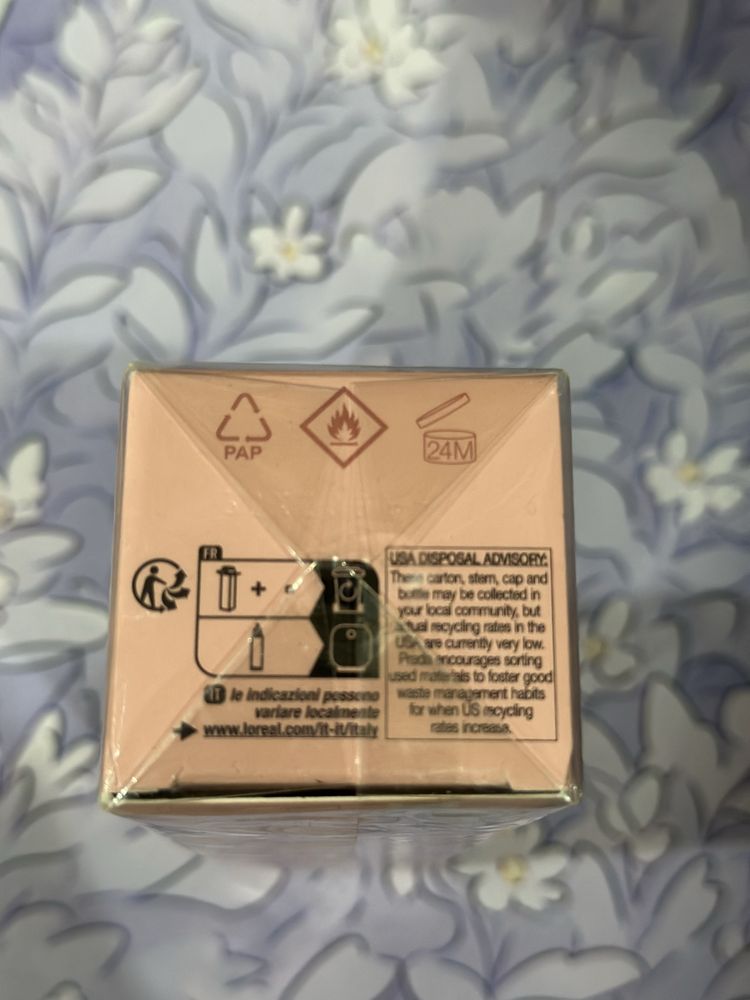 PAP
24M
FR
+
USA DISPOSAL ADVISORY:
These carton, stem, cap and
bottle may be collected in
your local community, but
actual recycling rates in the
USA are currently very low.
Prada encourages sorting
used materials to foster good
waste management habits
for when US recycling
rates increase.
IT le indicazioni possono
variare localmente
www.loreal.com/it-it/italy